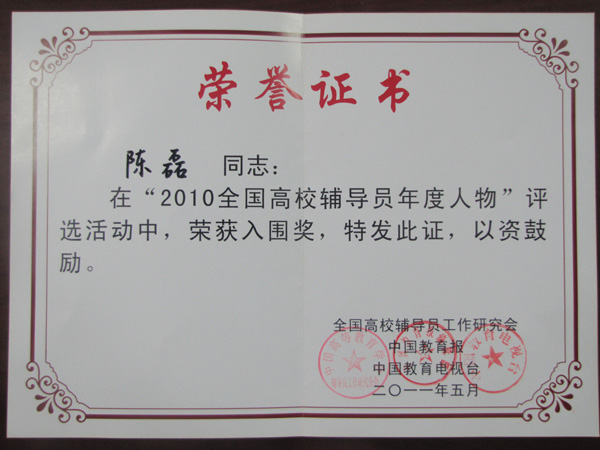 荣誉证书
陈磊 同志：
在“2010全国高校辅导员年度人物”评
选活动中，荣获入围奖，特发此证，以资鼓
励。
全国高校辅导员工作研究会
中国教育报
中国教育电视台
二〇一一年五月